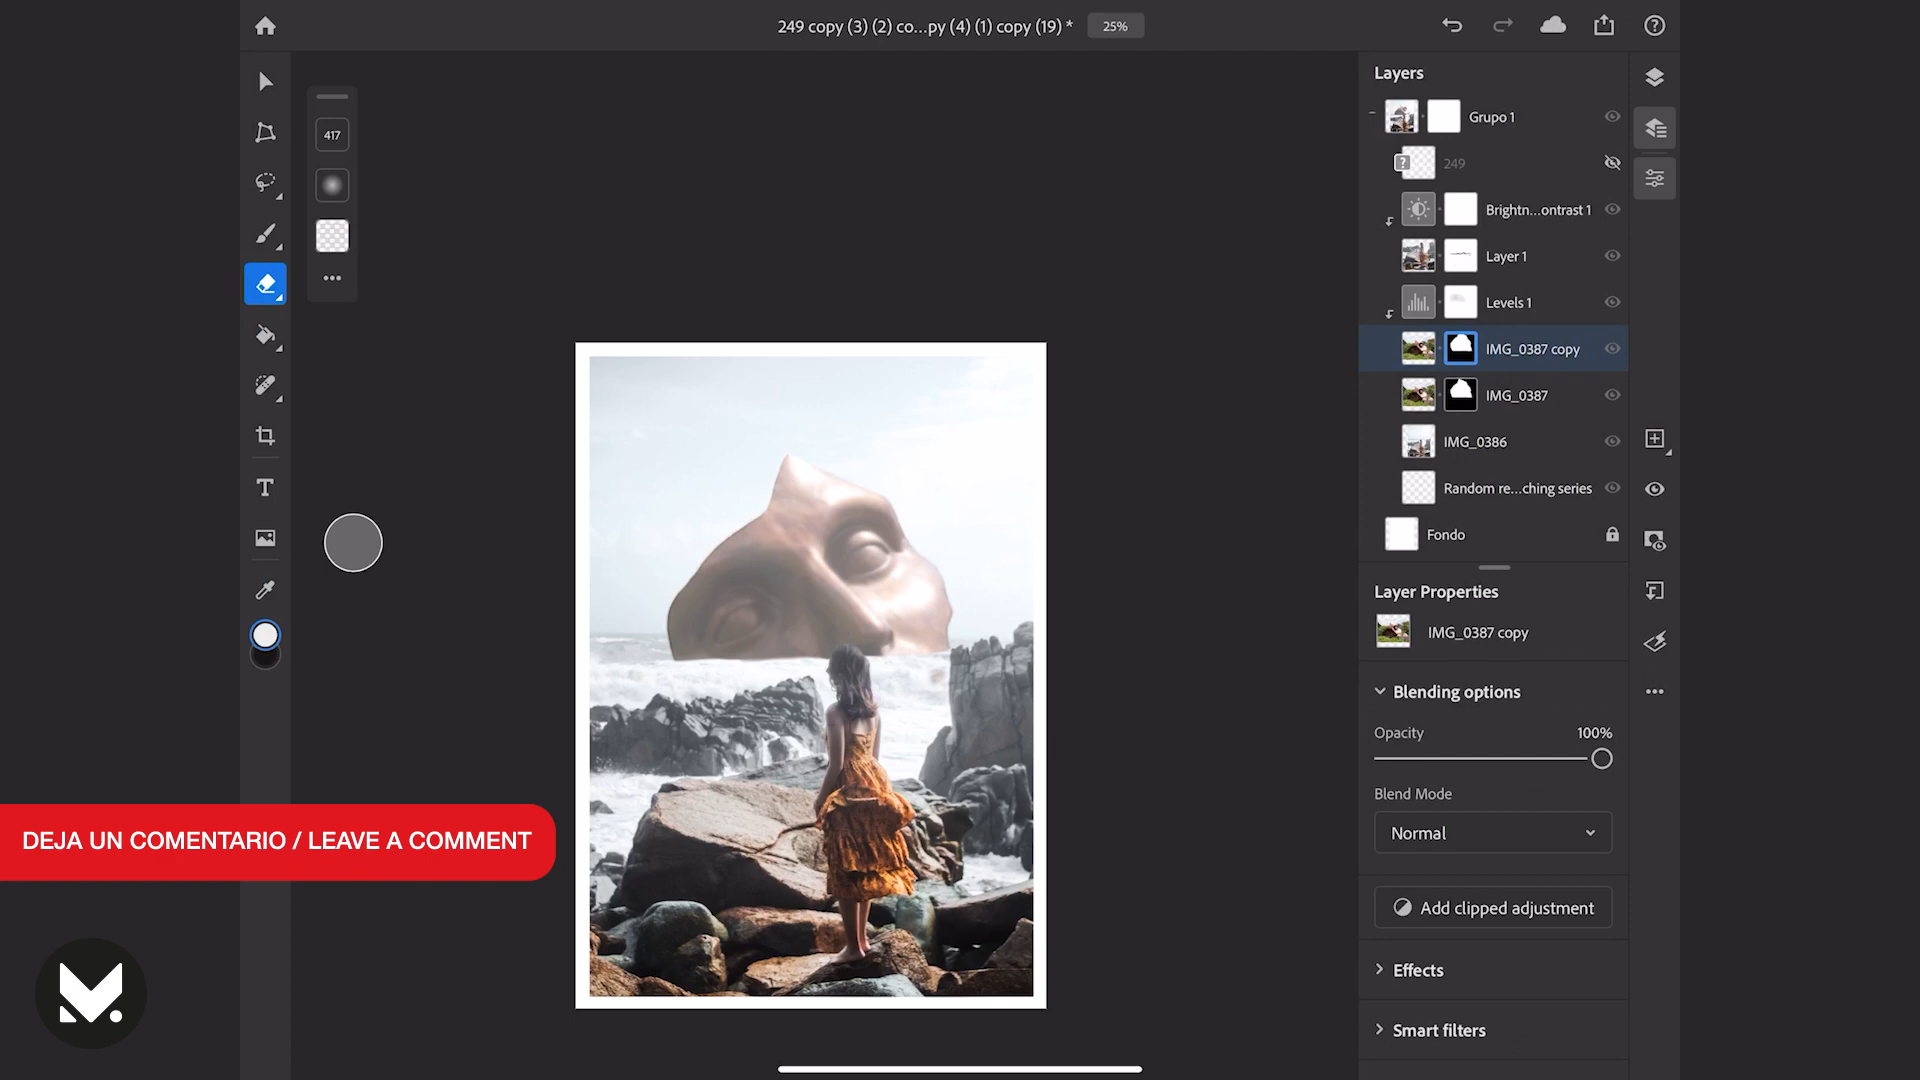 249 copy (3) (2) co...py (4) (1) copy (19) *
25%
417
Layers
Grupo 1
249
Brightn...ontrast 1
Layer 1
Levels 1
IMG_0387 copy
IMG_0387
IMG_0386
Random re...ching series
Fondo
Layer Properties
IMG_0387 copy
Blending options
Opacity
100%
Blend Mode
Normal
Add clipped adjustment
Effects
Smart filters
DEJA UN COMENTARIO / LEAVE A COMMENT